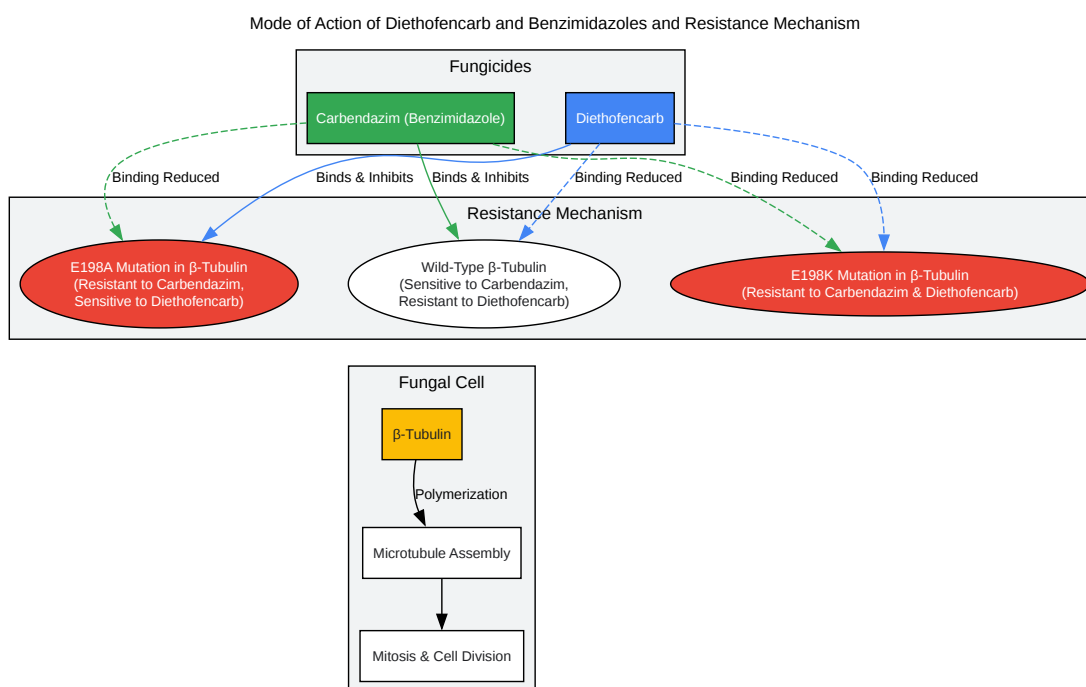 Mode of Action of Diethofencarb and Benzimidazoles and Resistance Mechanism
Fungicides
Carbendazim (Benzimidazole)
Diethofencarb
Binding Reduced
Binds & Inhibits
Binds & Inhibits
Binding Reduced
Binding Reduced
Binding Reduced
Resistance Mechanism
E198A Mutation in β-Tubulin
(Resistant to Carbendazim,
Sensitive to Diethofencarb)
Wild-Type β-Tubulin
(Sensitive to Carbendazim,
Resistant to Diethofencarb)
E198K Mutation in β-Tubulin
(Resistant to Carbendazim & Diethofencarb)
Fungal Cell
β-Tubulin
Polymerization
Microtubule Assembly
Mitosis & Cell Division